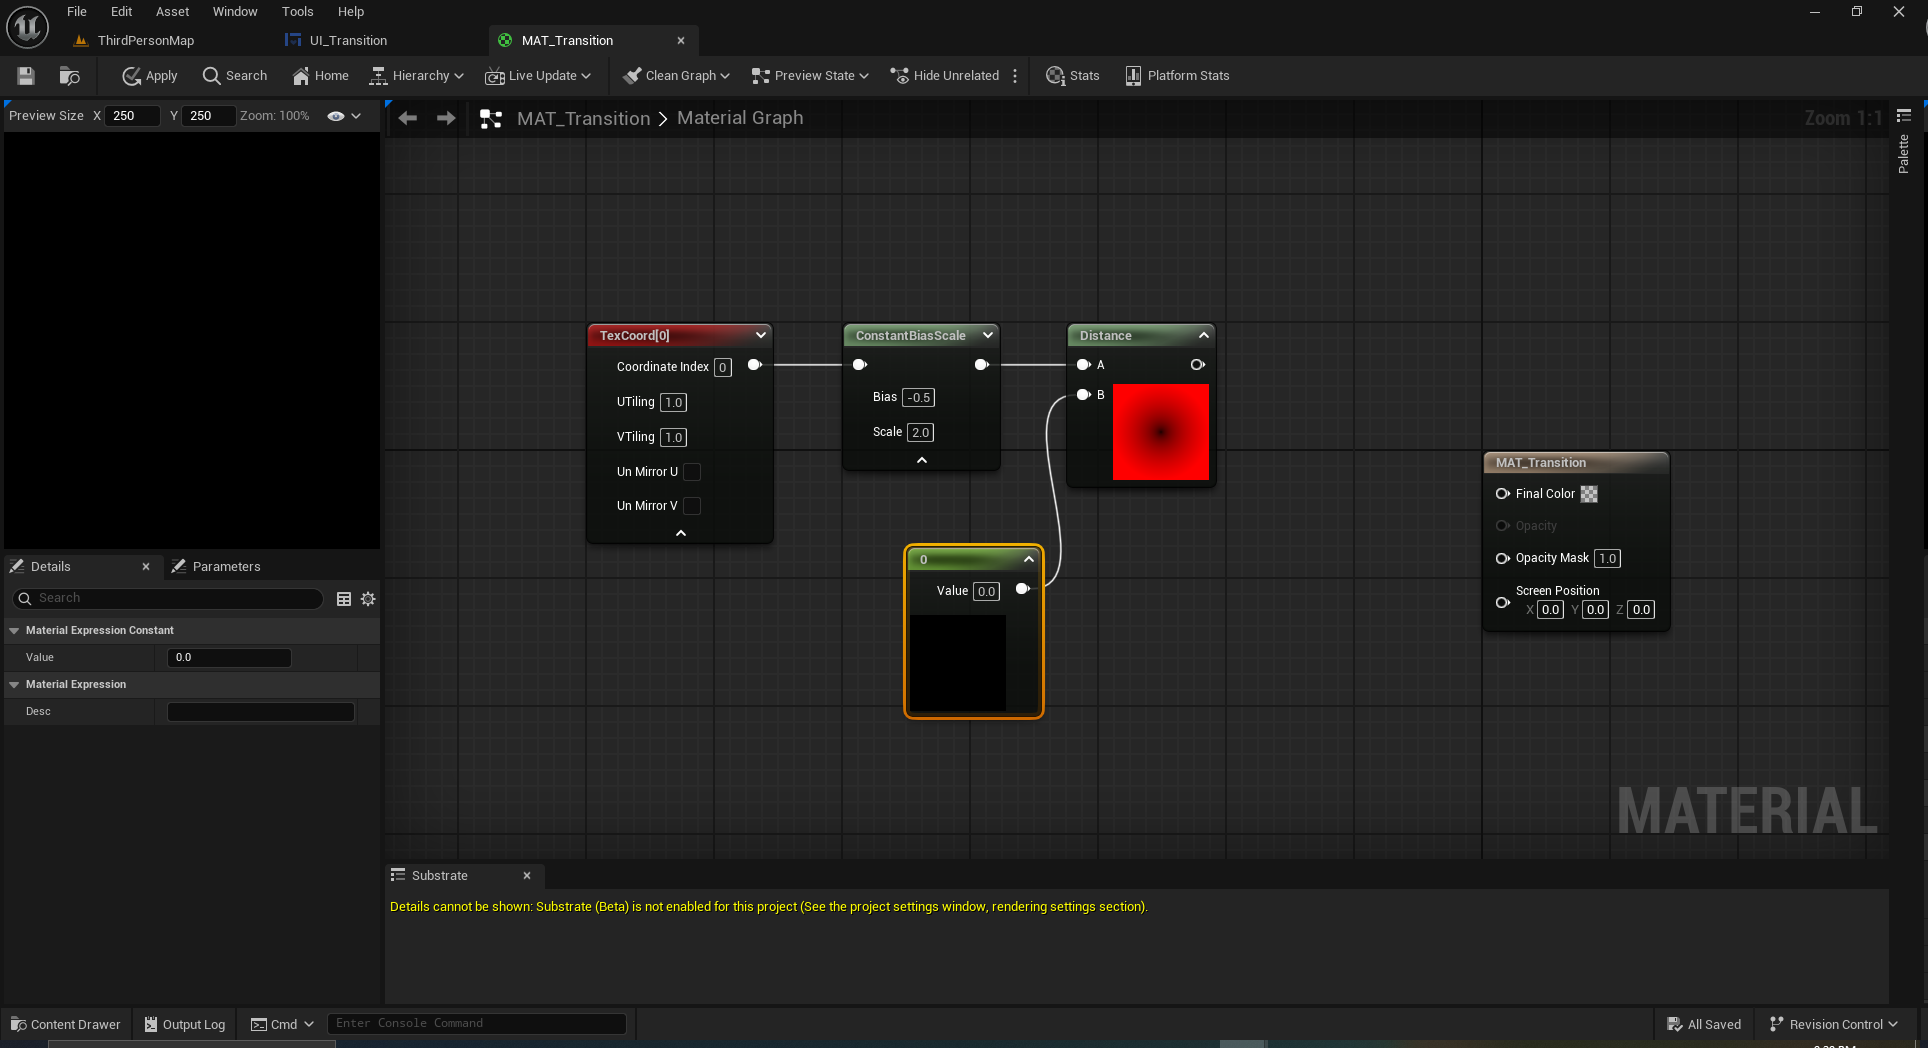 File Edit Asset Window Tools Help
ThirdPersonMap UI_Transition MAT_Transition
Apply Search Home Hierarchy Live Update Clean Graph Preview State Hide Unrelated Stats Platform Stats
Preview Size X 250 Y 250 Zoom: 100%
MAT_Transition > Material Graph
Zoom 1:1
Palette
TexCoord[0]
Coordinate Index 0
UTiling 1.0
VTiling 1.0
Un Mirror U
Un Mirror V
ConstantBiasScale
Bias -0.5
Scale 2.0
Distance
A
B
0
Value 0.0
MAT_Transition
Final Color
Opacity
Opacity Mask 1.0
Screen Position
X 0.0 Y 0.0 Z 0.0
MATERIAL
Details Parameters
Search
Material Expression Constant
Value 0.0
Material Expression
Desc
Substrate
Details cannot be shown: Substrate (Beta) is not enabled for this project (See the project settings window, rendering settings section).
Content Drawer Output Log Cmd Enter Console Command All Saved Revision Control